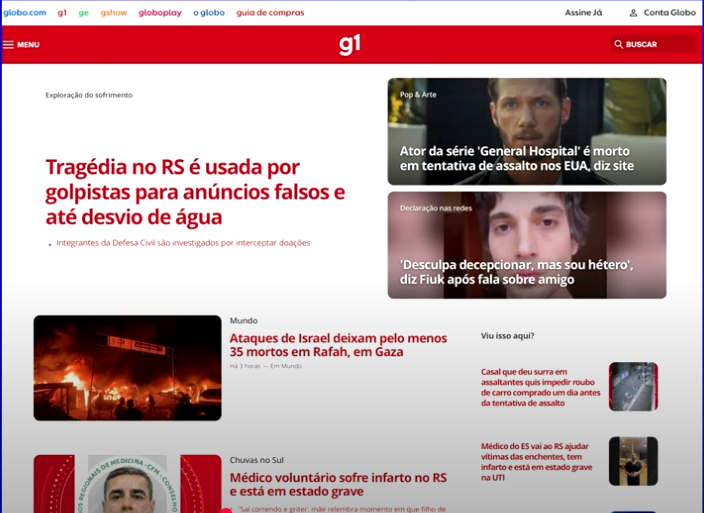 globo.com g1 ge gshow globoplay o globo guia de compras Assine Já Conta Globo
MENU g1 BUSCAR
Exploração do sofrimento
Tragédia no RS é usada por
golpistas para anúncios falsos e
até desvio de água
Integrantes da Defesa Civil são investigados por interceptar doações
Pop & Arte
Ator da série 'General Hospital' é morto
em tentativa de assalto nos EUA, diz site
Declaração nas redes
'Desculpa decepcionar, mas sou hétero',
diz Fiuk após fala sobre amigo
Mundo
Ataques de Israel deixam pelo menos
35 mortos em Rafah, em Gaza
Há 3 horas — Em Mundo
Viu isso aqui?
Casal que deu surra em
assaltantes quis impedir roubo
de carro comprado um dia antes
da tentativa de assalto
Médico do ES vai ao RS ajudar
vítimas das enchentes, tem
infarto e está em estado grave
na UTI
Chuvas no Sul
Médico voluntário sofre infarto no RS
e está em estado grave
'Saí correndo e gritei': mãe relembra momento em que filho de
REGIONAIS DE MEDICINA - CFM - CONSELHO